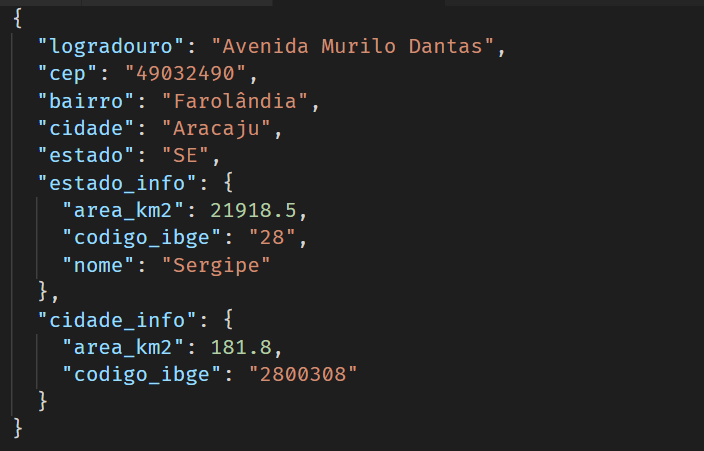 {
  "logradouro": "Avenida Murilo Dantas",
  "cep": "49032490",
  "bairro": "Farolândia",
  "cidade": "Aracaju",
  "estado": "SE",
  "estado_info": {
    "area_km2": 21918.5,
    "codigo_ibge": "28",
    "nome": "Sergipe"
  },
  "cidade_info": {
    "area_km2": 181.8,
    "codigo_ibge": "2800308"
  }
}